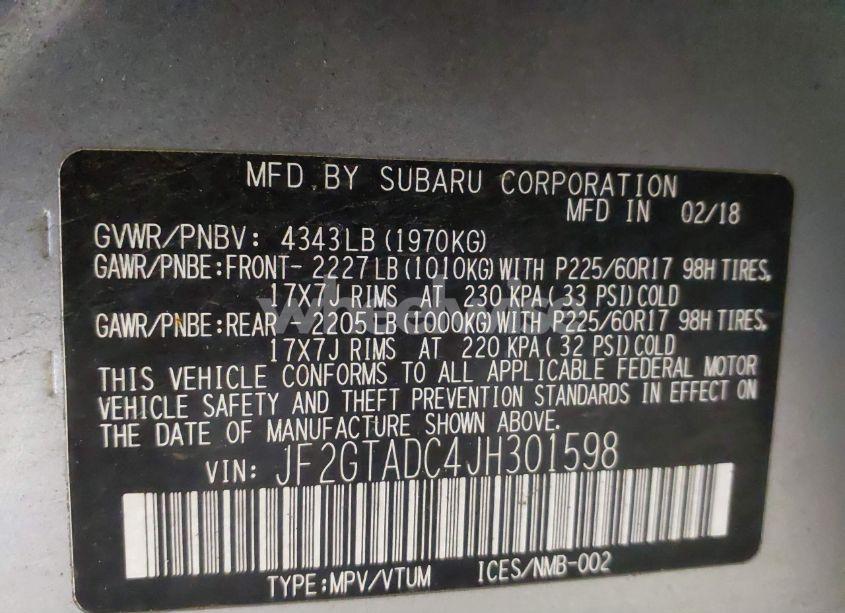 MFD. BY SUBARU CORPORATION
MFD IN 02/18
GVWR/PNBV: 4343LB (1970KG)
GAWR/PNBE:FRONT- 2227LB(1010KG)WITH P225/60R17 98H TIRES,
17X7J RIMS AT 230 KPA( 33 PSI)COLD
GAWR/PNBE:REAR - 2205LB(1000KG)WITH P225/60R17 98H TIRES,
17X7J RIMS AT 220 KPA( 32 PSI)COLD
THIS VEHICLE CONFORMS TO ALL APPLICABLE FEDERAL MOTOR
VEHICLE SAFETY AND THEFT PREVENTION STANDARDS IN EFFECT ON
THE DATE OF MANUFACTURE SHOWN ABOVE.
VIN: JF2GTADC4JH301598
TYPE:MPV/VTUM ICES/NMB-002